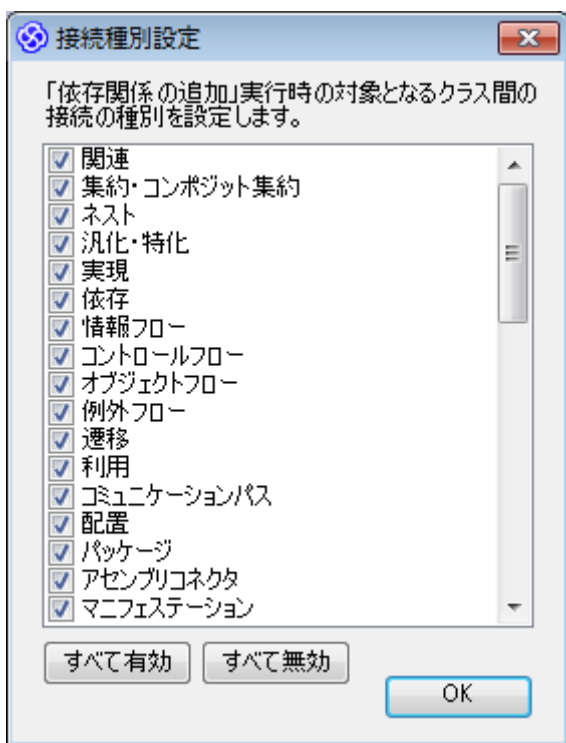 接続種別設定
「依存関係の追加」実行時の対象となるクラス間の
接続の種別を設定します。
関連
集約・コンポジット集約
ネスト
汎化・特化
実現
依存
情報フロー
コントロールフロー
オブジェクトフロー
例外フロー
遷移
利用
コミュニケーションパス
配置
パッケージ
アセンブリコネクタ
マニフェステーション
すべて有効
すべて無効
OK